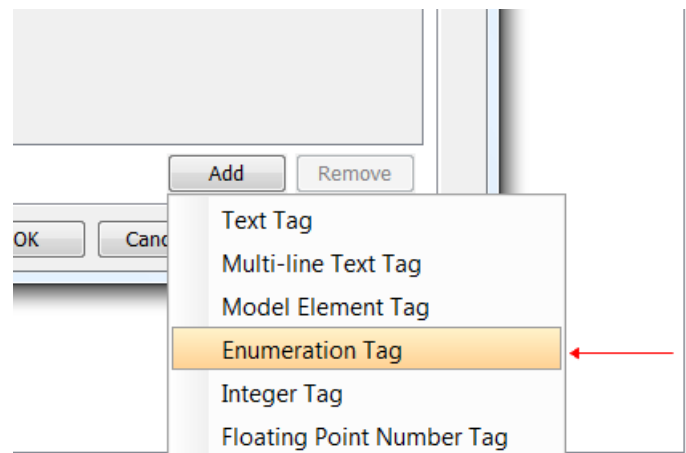 Add Remove
OK Canc
Text Tag
Multi-line Text Tag
Model Element Tag
Enumeration Tag
Integer Tag
Floating Point Number Tag